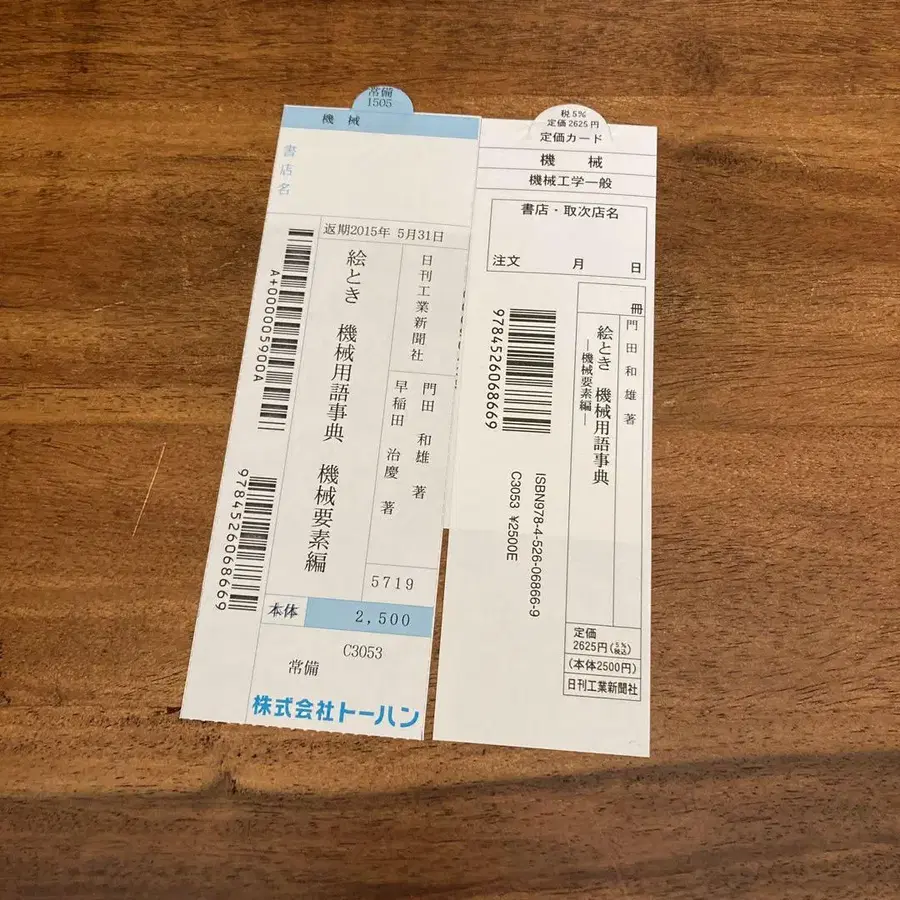 常備
1505
機械
書店名
返期2015年 5月31日
日刊工業新聞社
門田 和雄 著
早稲田 治慶 著
絵とき 機械用語事典 機械要素編
A+000005900A
9784526068669
5719
本体 2,500
C3053
常備
株式会社トーハン
税5%
定価2625円
定価カード
機械
機械工学一般
書店・取次店名
注文 月 日
冊
門田和雄 著
絵とき 機械用語事典
―機械要素編―
9784526068669
ISBN978-4-526-06866-9
C3053 ¥2500E
定価
2625円(5%税込)
(本体2500円)
日刊工業新聞社